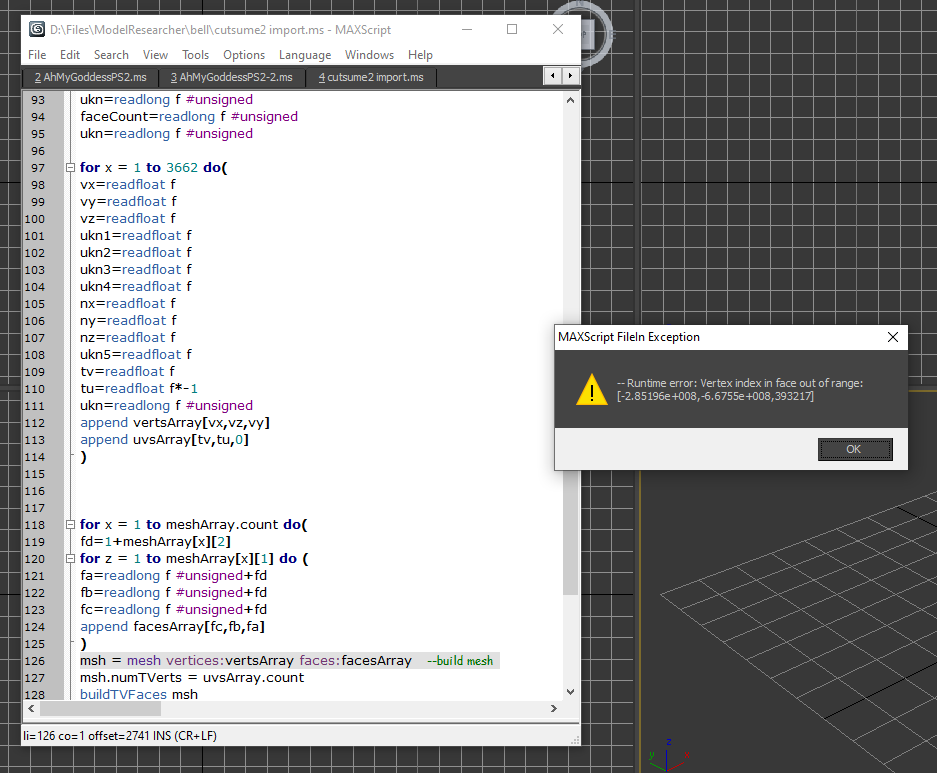 D:\Files\ModelResearcher\bell\cutsume2 import.ms - MAXScript
File Edit Search View Tools Options Language Windows Help
2 AhMyGoddessPS2.ms 3 AhMyGoddessPS2-2.ms 4 cutsume2 import.ms
93 ukn=readlong f #unsigned
94 faceCount=readlong f #unsigned
95 ukn=readlong f #unsigned
96
97 for x = 1 to 3662 do(
98 vx=readfloat f
99 vy=readfloat f
100 vz=readfloat f
101 ukn1=readfloat f
102 ukn2=readfloat f
103 ukn3=readfloat f
104 ukn4=readfloat f
105 nx=readfloat f
106 ny=readfloat f
107 nz=readfloat f
108 ukn5=readfloat f
109 tv=readfloat f
110 tu=readfloat f*-1
111 ukn=readlong f #unsigned
112 append vertsArray[vx,vz,vy]
113 append uvsArray[tv,tu,0]
114 )
115
116
117
118 for x = 1 to meshArray.count do(
119 fd=1+meshArray[x][2]
120 for z = 1 to meshArray[x][1] do (
121 fa=readlong f #unsigned+fd
122 fb=readlong f #unsigned+fd
123 fc=readlong f #unsigned+fd
124 append facesArray[fc,fb,fa]
125 )
126 msh = mesh vertices:vertsArray faces:facesArray --build mesh
127 msh.numTVerts = uvsArray.count
128 buildTVFaces msh
li=126 co=1 offset=2741 INS (CR+LF)
MAXScript FileIn Exception
-- Runtime error: Vertex index in face out of range:
[-2.85196e+008,-6.6755e+008,393217]
OK
z
y
x